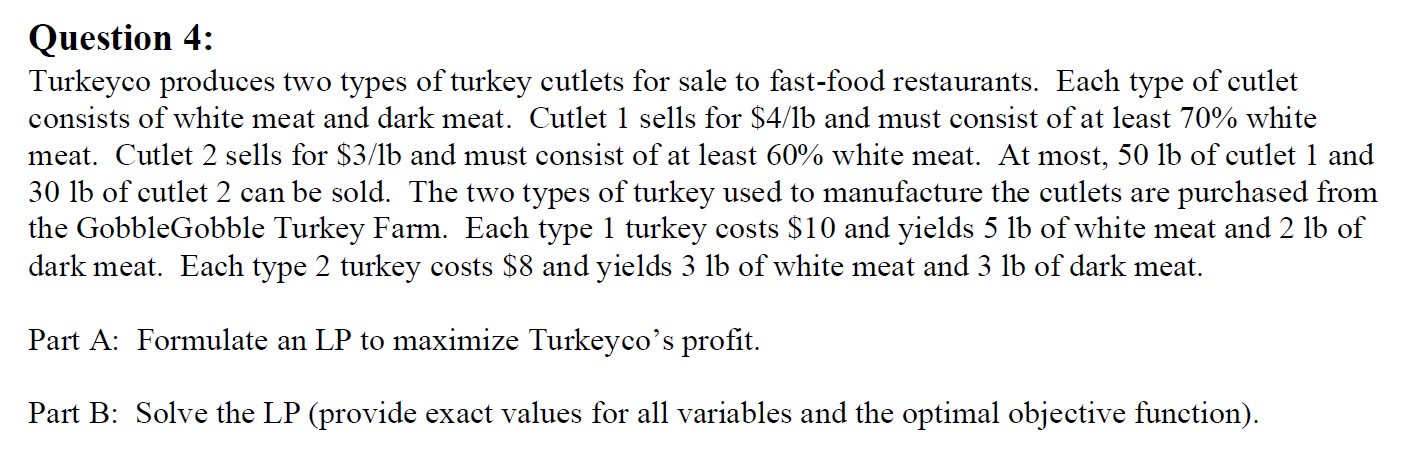 Question 4:
Turkeyco produces two types of turkey cutlets for sale to fast-food restaurants. Each type of cutlet
consists of white meat and dark meat. Cutlet 1 sells for $4/lb and must consist of at least 70% white
meat. Cutlet 2 sells for $3/lb and must consist of at least 60% white meat. At most, 50 lb of cutlet 1 and
30 lb of cutlet 2 can be sold. The two types of turkey used to manufacture the cutlets are purchased from
the GobbleGobble Turkey Farm. Each type 1 turkey costs $10 and yields 5 lb of white meat and 2 lb of
dark meat. Each type 2 turkey costs $8 and yields 3 lb of white meat and 3 lb of dark meat.
Part A: Formulate an LP to maximize Turkeyco's profit.
Part B: Solve the LP (provide exact values for all variables and the optimal objective function).